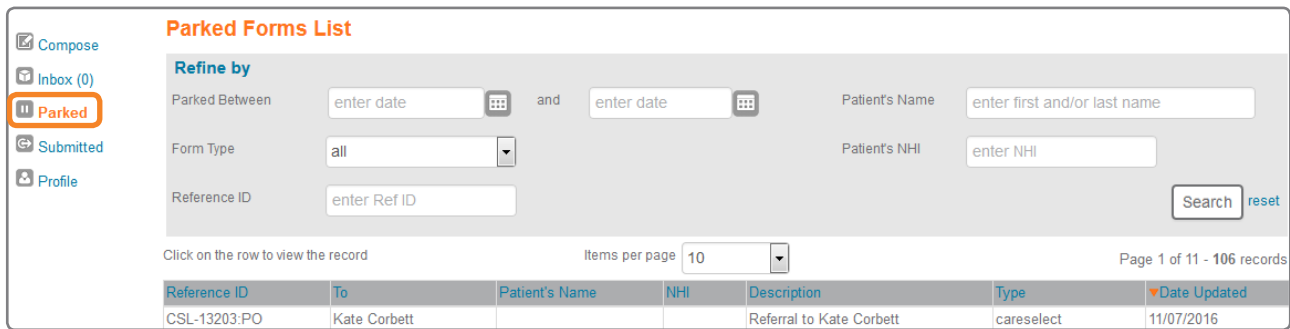 Parked Forms List
Compose
Inbox (0)
Parked
Submitted
Profile
Refine by
Parked Between enter date and enter date Patient's Name enter first and/or last name
Form Type all Patient's NHI enter NHI
Reference ID enter Ref ID Search reset
Click on the row to view the record Items per page 10 Page 1 of 11 - 106 records
Reference ID To Patient's Name NHI Description Type Date Updated
CSL-13203:PO Kate Corbett Referral to Kate Corbett careselect 11/07/2016